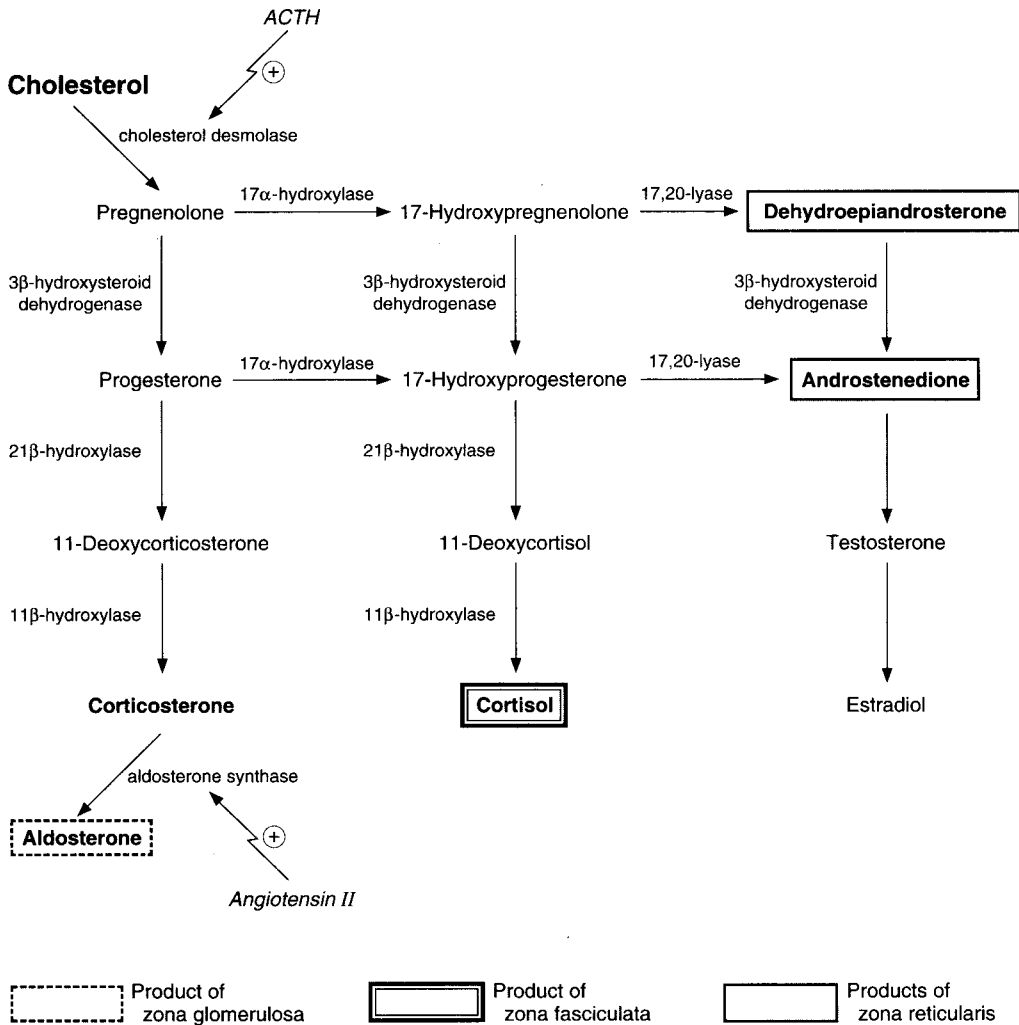 ACTH
Cholesterol
cholesterol desmolase
Pregnenolone
17α-hydroxylase
17-Hydroxypregnenolone
17,20-lyase
Dehydroepiandrosterone
3β-hydroxysteroid
dehydrogenase
3β-hydroxysteroid
dehydrogenase
3β-hydroxysteroid
dehydrogenase
Progesterone
17α-hydroxylase
17-Hydroxyprogesterone
17,20-lyase
Androstenedione
21β-hydroxylase
21β-hydroxylase
11-Deoxycorticosterone
11-Deoxycortisol
Testosterone
11β-hydroxylase
11β-hydroxylase
Corticosterone
Cortisol
Estradiol
aldosterone synthase
Aldosterone
Angiotensin II
Product of
zona glomerulosa
Product of
zona fasciculata
Products of
zona reticularis